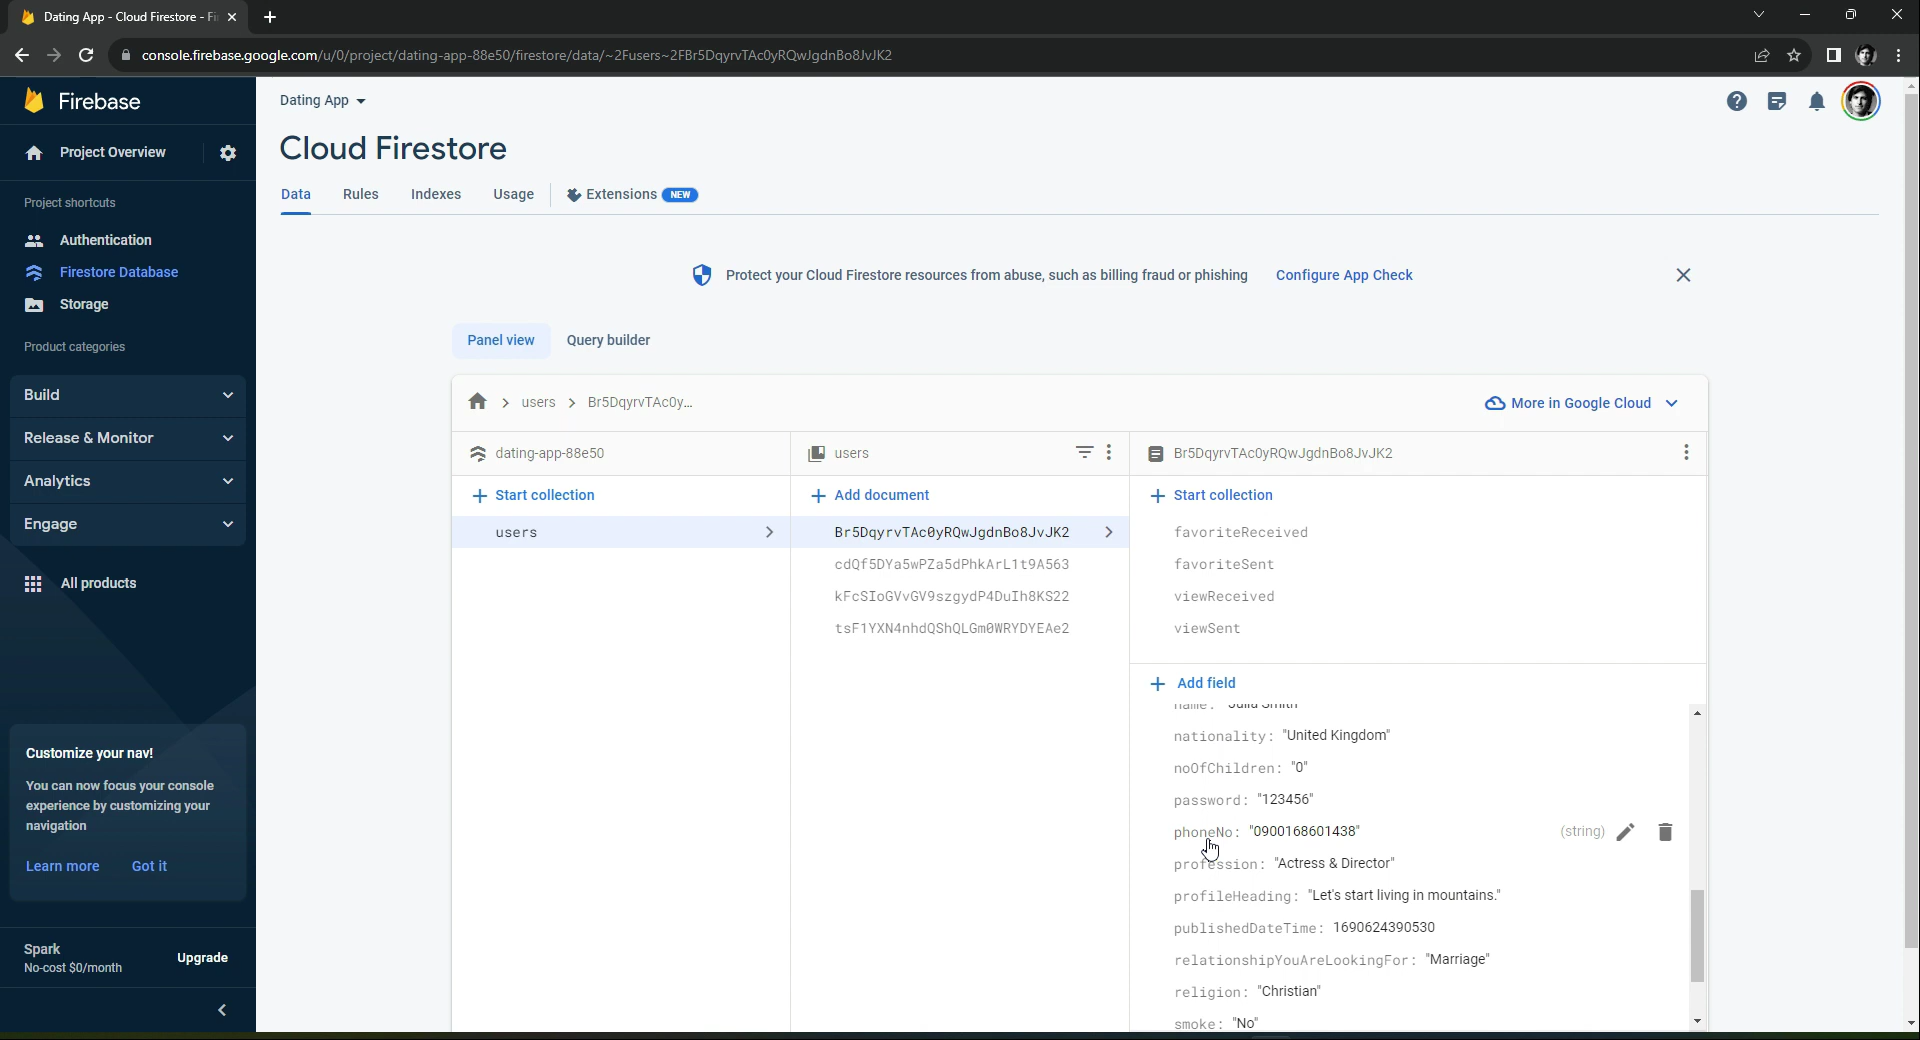 Dating App - Cloud Firestore - Fi
console.firebase.google.com/u/0/project/dating-app-88e50/firestore/data/~2Fusers~2FBr5DqyrvTAc0yRQwJgdnBo8JvJK2
Firebase
Project Overview
Project shortcuts
Authentication
Firestore Database
Storage
Product categories
Build
Release & Monitor
Analytics
Engage
All products
Customize your nav!
You can now focus your console
experience by customizing your
navigation
Learn more Got it
Spark
No-cost $0/month
Upgrade
Dating App
Cloud Firestore
Data Rules Indexes Usage Extensions NEW
Protect your Cloud Firestore resources from abuse, such as billing fraud or phishing Configure App Check
Panel view Query builder
users Br5DqyrvTAc0y...
More in Google Cloud
dating-app-88e50
Start collection
users
users
Add document
Br5DqyrvTAc0yRQwJgdnBo8JvJK2
cdQf5DYa5wPZa5dPhkArL1t9A563
kFcSIoGVvGV9szgydP4DuIh8KS22
tsF1YXN4nhdQShQLGm0WRYDYEAe2
Br5DqyrvTAc0yRQwJgdnBo8JvJK2
Start collection
favoriteReceived
favoriteSent
viewReceived
viewSent
Add field
name: "Julia Smith"
nationality: "United Kingdom"
noOfChildren: "0"
password: "123456"
phoneNo: "0900168601438" (string)
profession: "Actress & Director"
profileHeading: "Let's start living in mountains."
publishedDateTime: 1690624390530
relationshipYouAreLookingFor: "Marriage"
religion: "Christian"
smoke: "No"